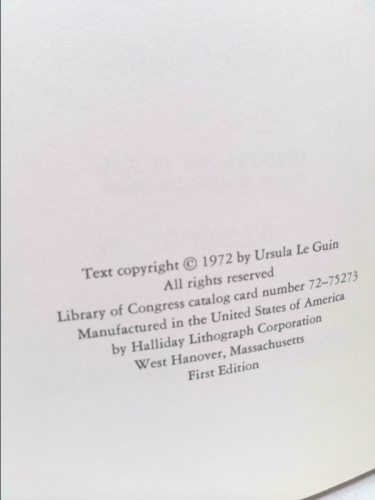 Text copyright © 1972 by Ursula Le Guin
All rights reserved
Library of Congress catalog card number 72–75273
Manufactured in the United States of America
by Halliday Lithograph Corporation
West Hanover, Massachusetts
First Edition